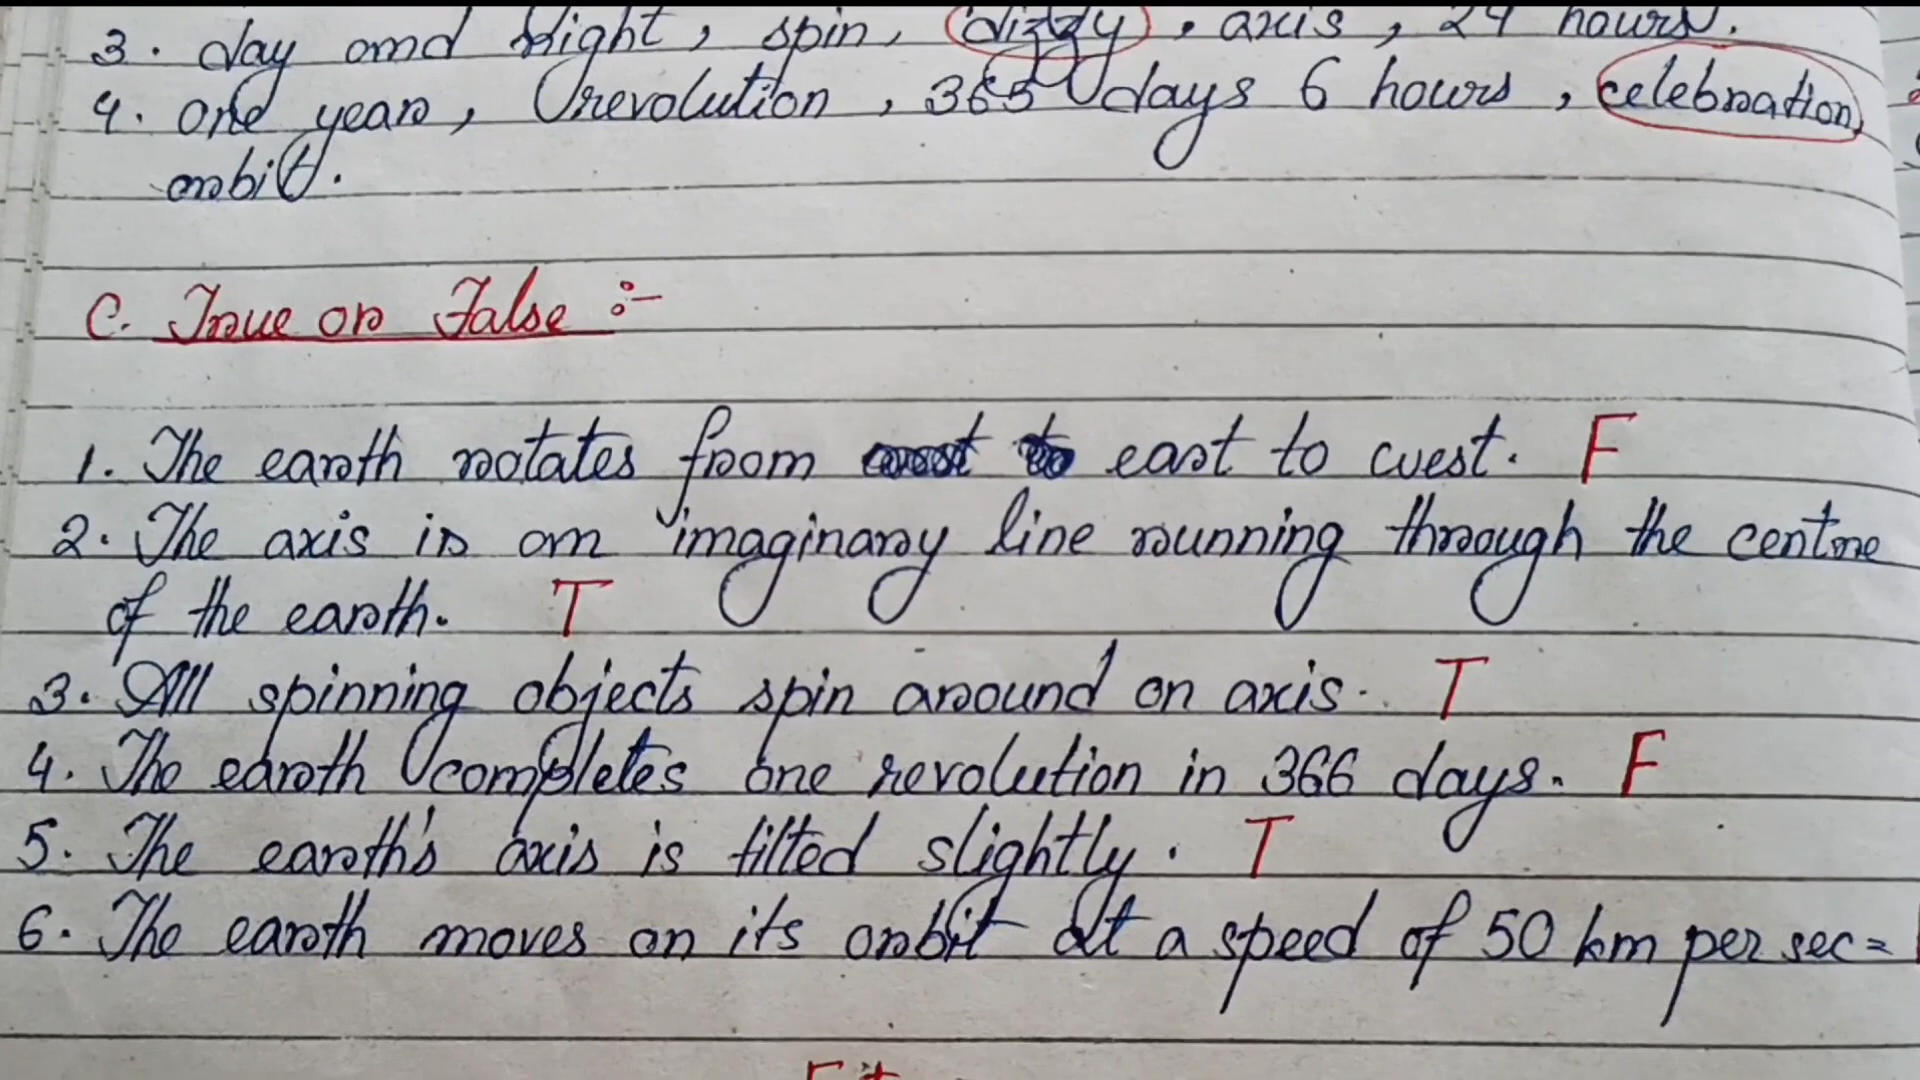 3. day and Night, spin, dizzy, axis, 24 hours.
4. one year, revolution, 365 days 6 hours, celebration
orbit.
C. True or False :-
1. The earth rotates from east to west. F
2. The axis is an imaginary line running through the centre
of the earth. T
3. All spinning objects spin around an axis. T
4. The earth completes one revolution in 366 days. F
5. The earth's axis is tilted slightly. T
6. The earth moves on its orbit at a speed of 50 km per sec=